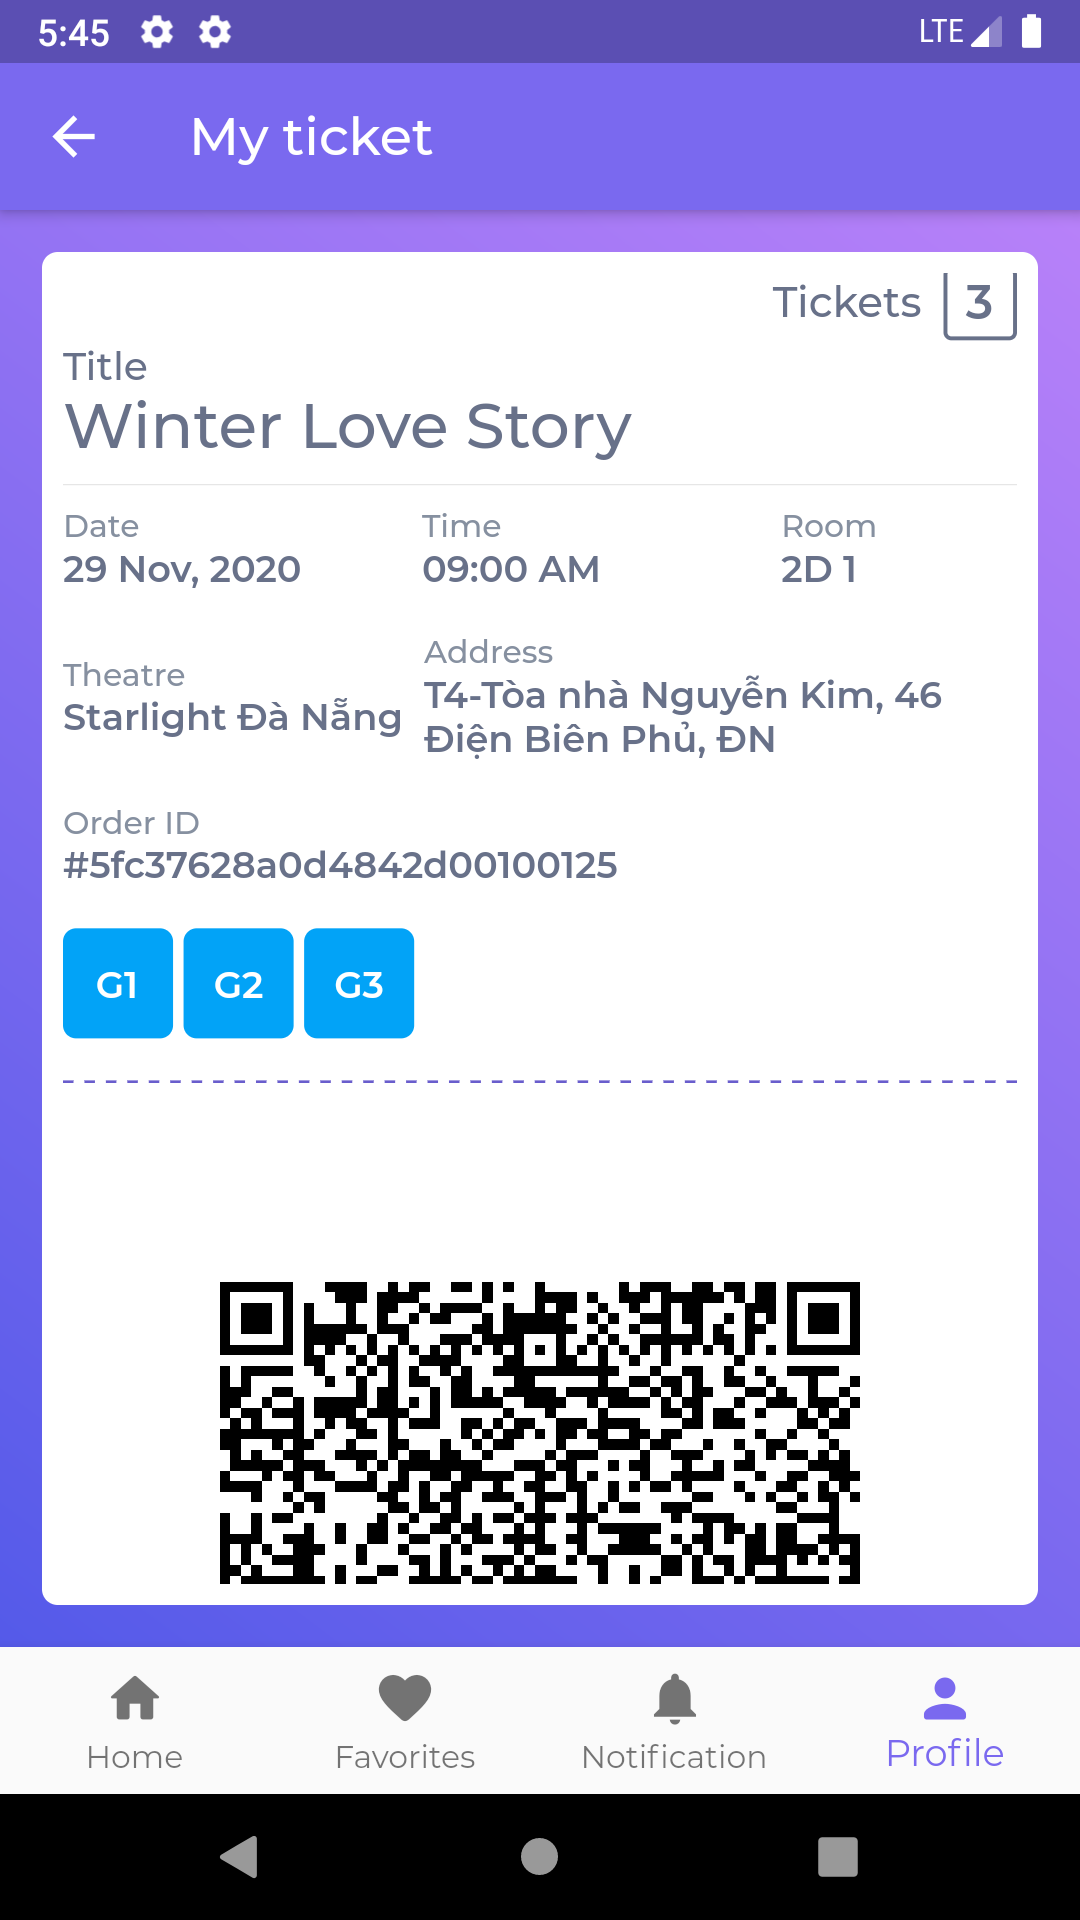 5:45 LTE
My ticket
Tickets 3
Title
Winter Love Story
Date Time Room
29 Nov, 2020 09:00 AM 2D 1
Theatre
Starlight Đà Nẵng
Address
T4-Tòa nhà Nguyễn Kim, 46
Điện Biên Phủ, ĐN
Order ID
#5fc37628a0d4842d00100125
G1 G2 G3
Home Favorites Notification Profile